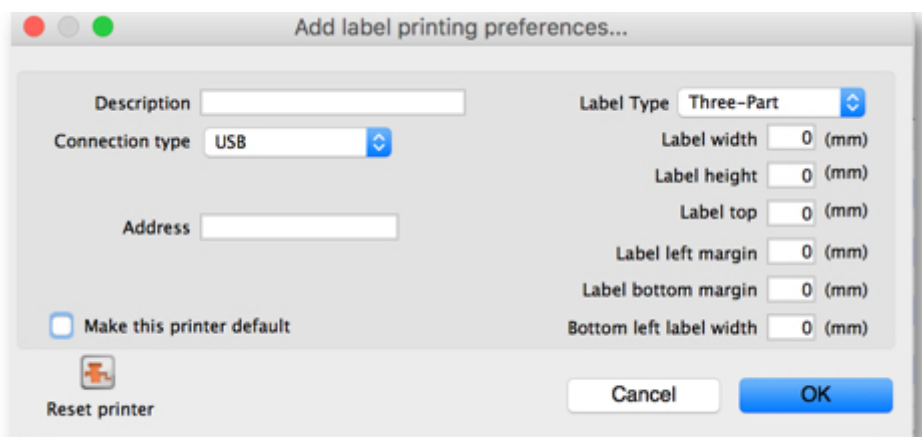 Add label printing preferences...
Description
Label Type Three-Part
Connection type USB
Label width 0 (mm)
Label height 0 (mm)
Address
Label top 0 (mm)
Label left margin 0 (mm)
Label bottom margin 0 (mm)
Make this printer default
Bottom left label width 0 (mm)
Reset printer
Cancel OK